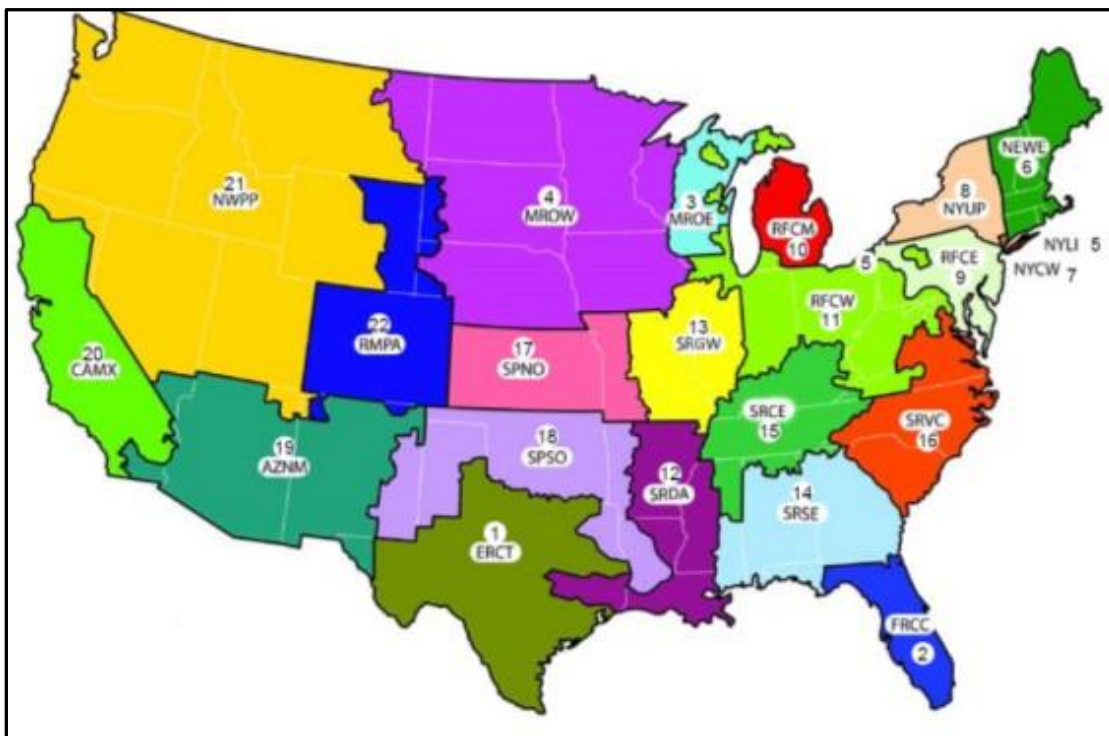 21
NWPP
4
MROW
3
MROE
RFCM
10
NEWE
6
8
NYUP
NYLI 5
NYCW 7
RFCE
9
5
RFCW
11
20
CAMX
22
RMPA
17
SPNO
13
SRGW
SRCE
15
SRVC
16
19
AZNM
18
SPSO
12
SRDA
14
SRSE
1
ERCT
FRCC
2